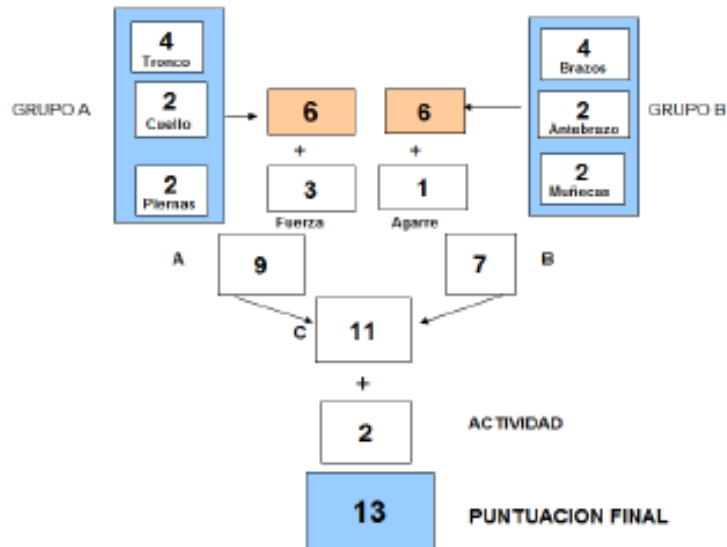 4
Tronco
GRUPO A
2
Cuello
2
Piernas
6
+
3
Fuerza
6
+
1
Agarre
4
Brazos
GRUPO B
2
Antebrazo
2
Muñecas
A
9
7
B
C
11
+
2
ACTIVIDAD
13
PUNTUACION FINAL